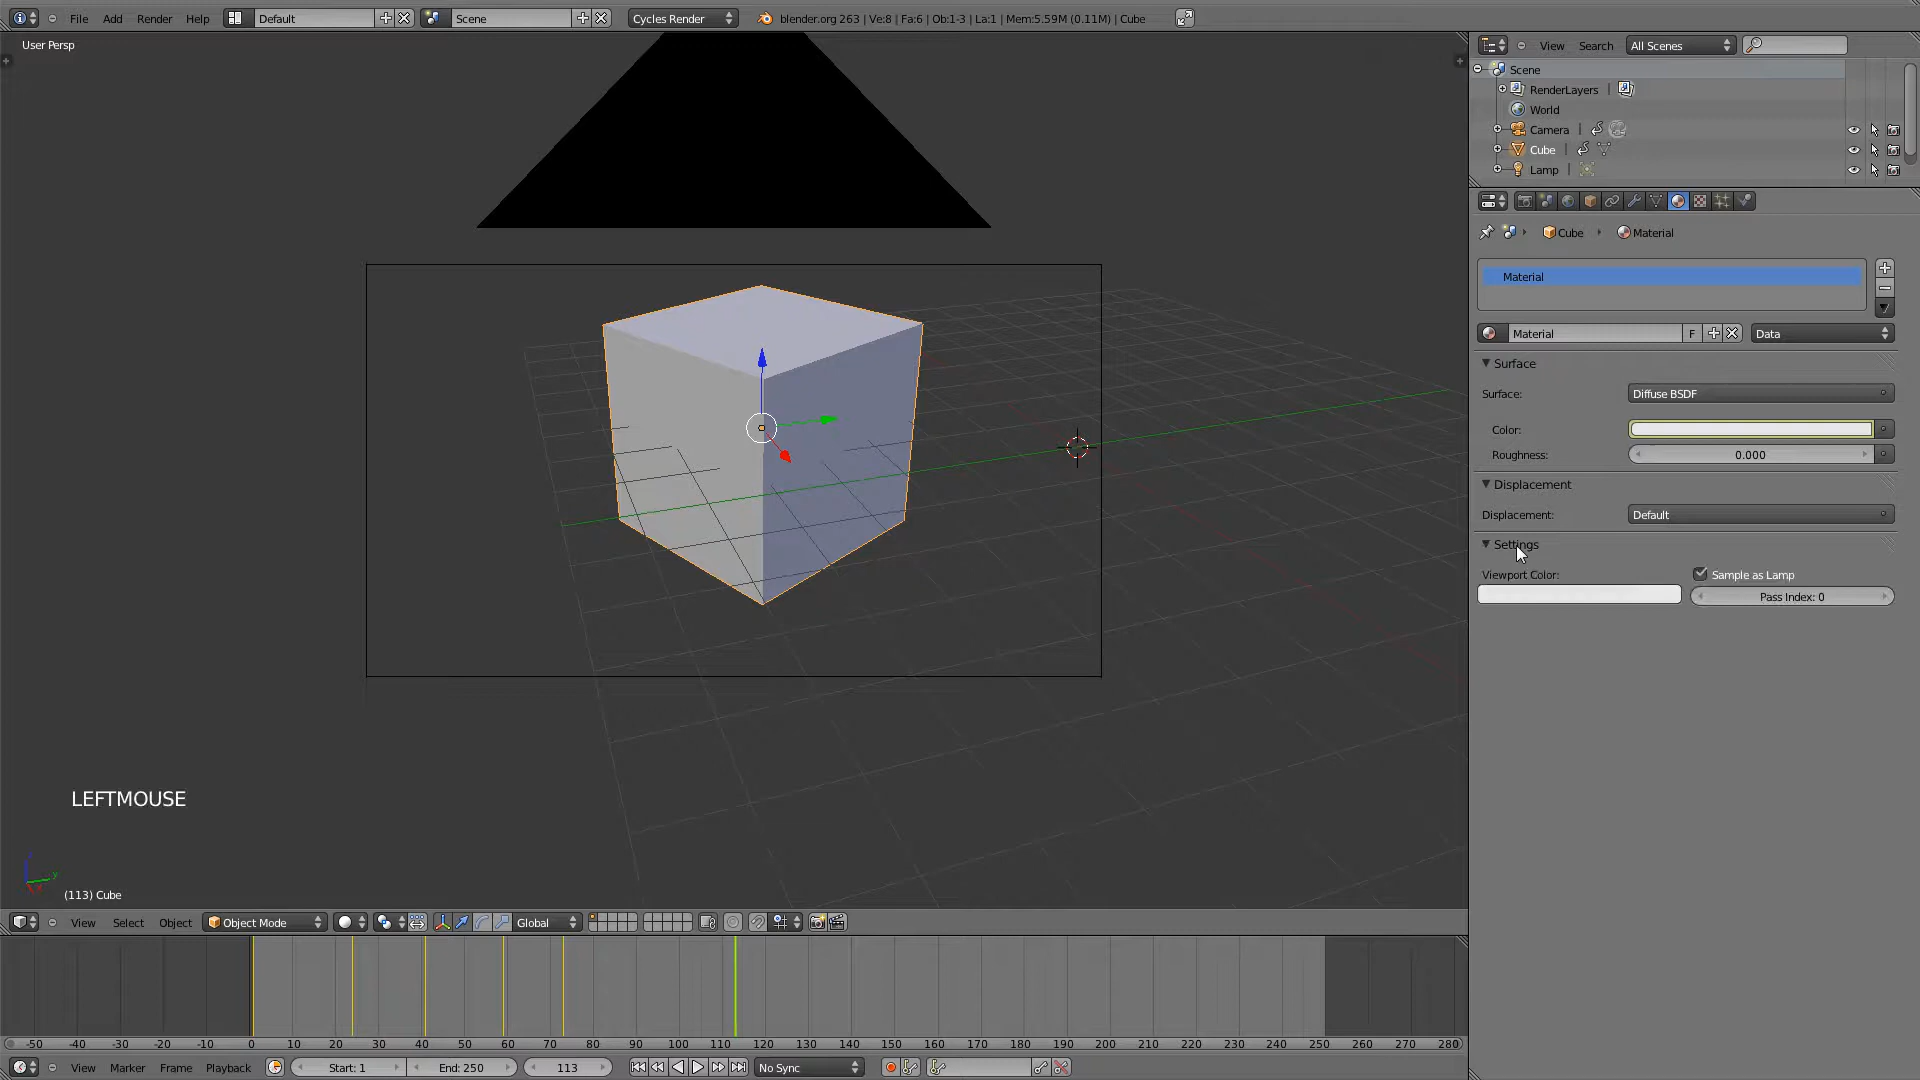 File Add Render Help Default Scene Cycles Render blender.org 263 | Ve:8 | Fa:6 | Ob:1-3 | La:1 | Mem:5.59M (0.11M) | Cube
User Persp
View Search All Scenes
Scene
RenderLayers
World
Camera
Cube
Lamp
Cube Material
Material
Material F Data
Surface
Surface: Diffuse BSDF
Color:
Roughness: 0.000
Displacement
Displacement: Default
Settings
Viewport Color: Sample as Lamp
Pass Index: 0
LEFTMOUSE
(113) Cube
View Select Object Object Mode Global
-50 -40 -30 -20 -10 0 10 20 30 40 50 60 70 80 90 100 110 120 130 140 150 160 170 180 190 200 210 220 230 240 250 260 270 280
View Marker Frame Playback Start: 1 End: 250 113 No Sync